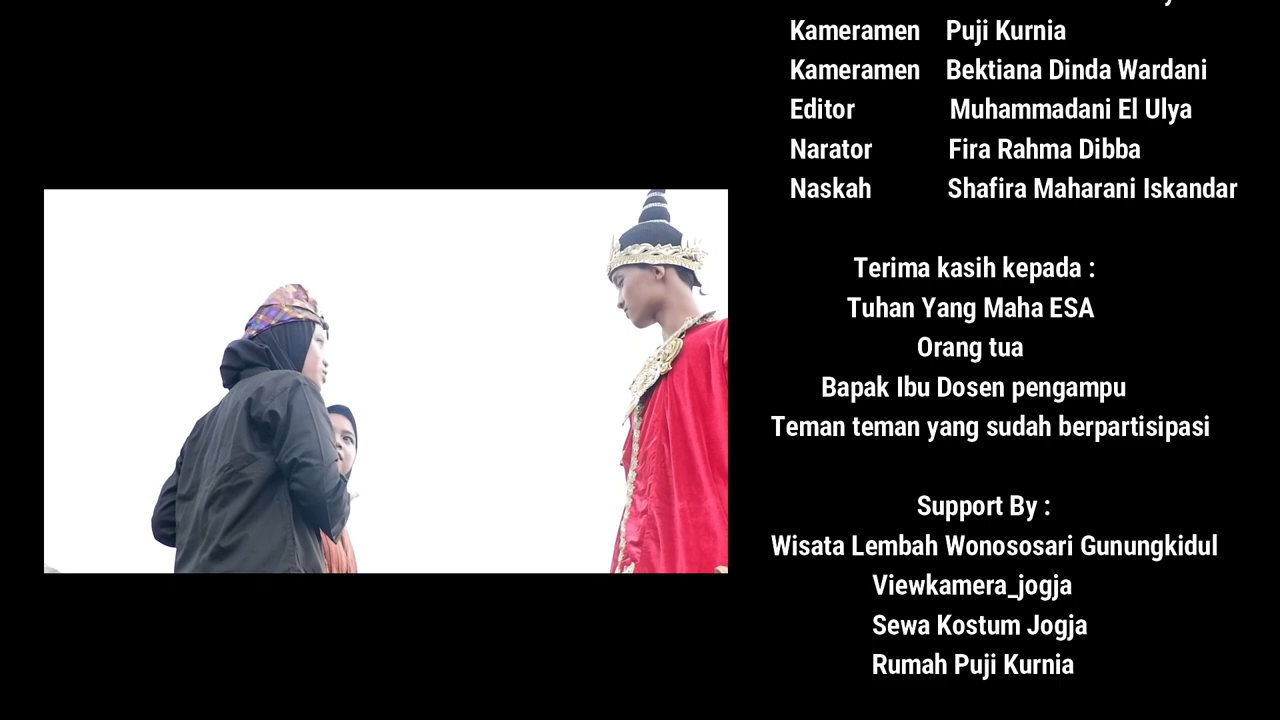 Kameramen Puji Kurnia
Kameramen Bektiana Dinda Wardani
Editor Muhammadani El Ulya
Narator Fira Rahma Dibba
Naskah Shafira Maharani Iskandar
Terima kasih kepada :
Tuhan Yang Maha ESA
Orang tua
Bapak Ibu Dosen pengampu
Teman teman yang sudah berpartisipasi
Support By :
Wisata Lembah Wonososari Gunungkidul
Viewkamera_jogja
Sewa Kostum Jogja
Rumah Puji Kurnia